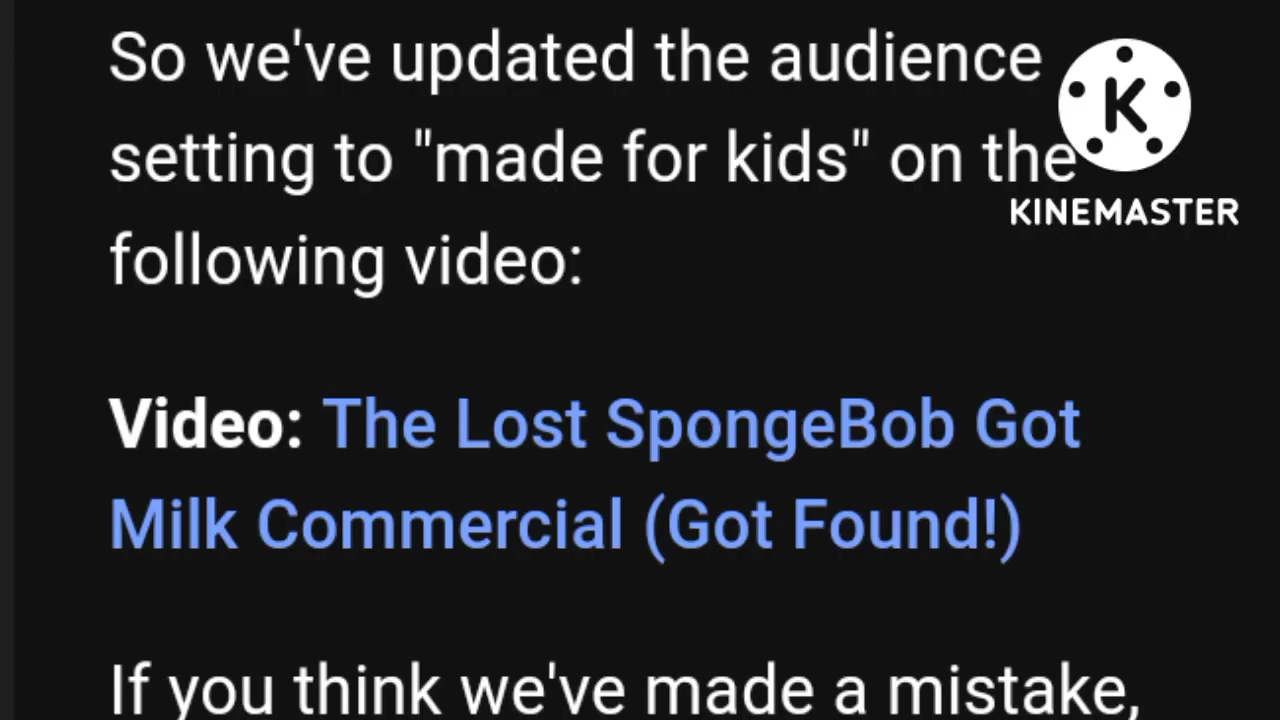 So we've updated the audience
setting to "made for kids" on the
following video:
Video: The Lost SpongeBob Got
Milk Commercial (Got Found!)
If you think we've made a mistake,
K
KINEMASTER